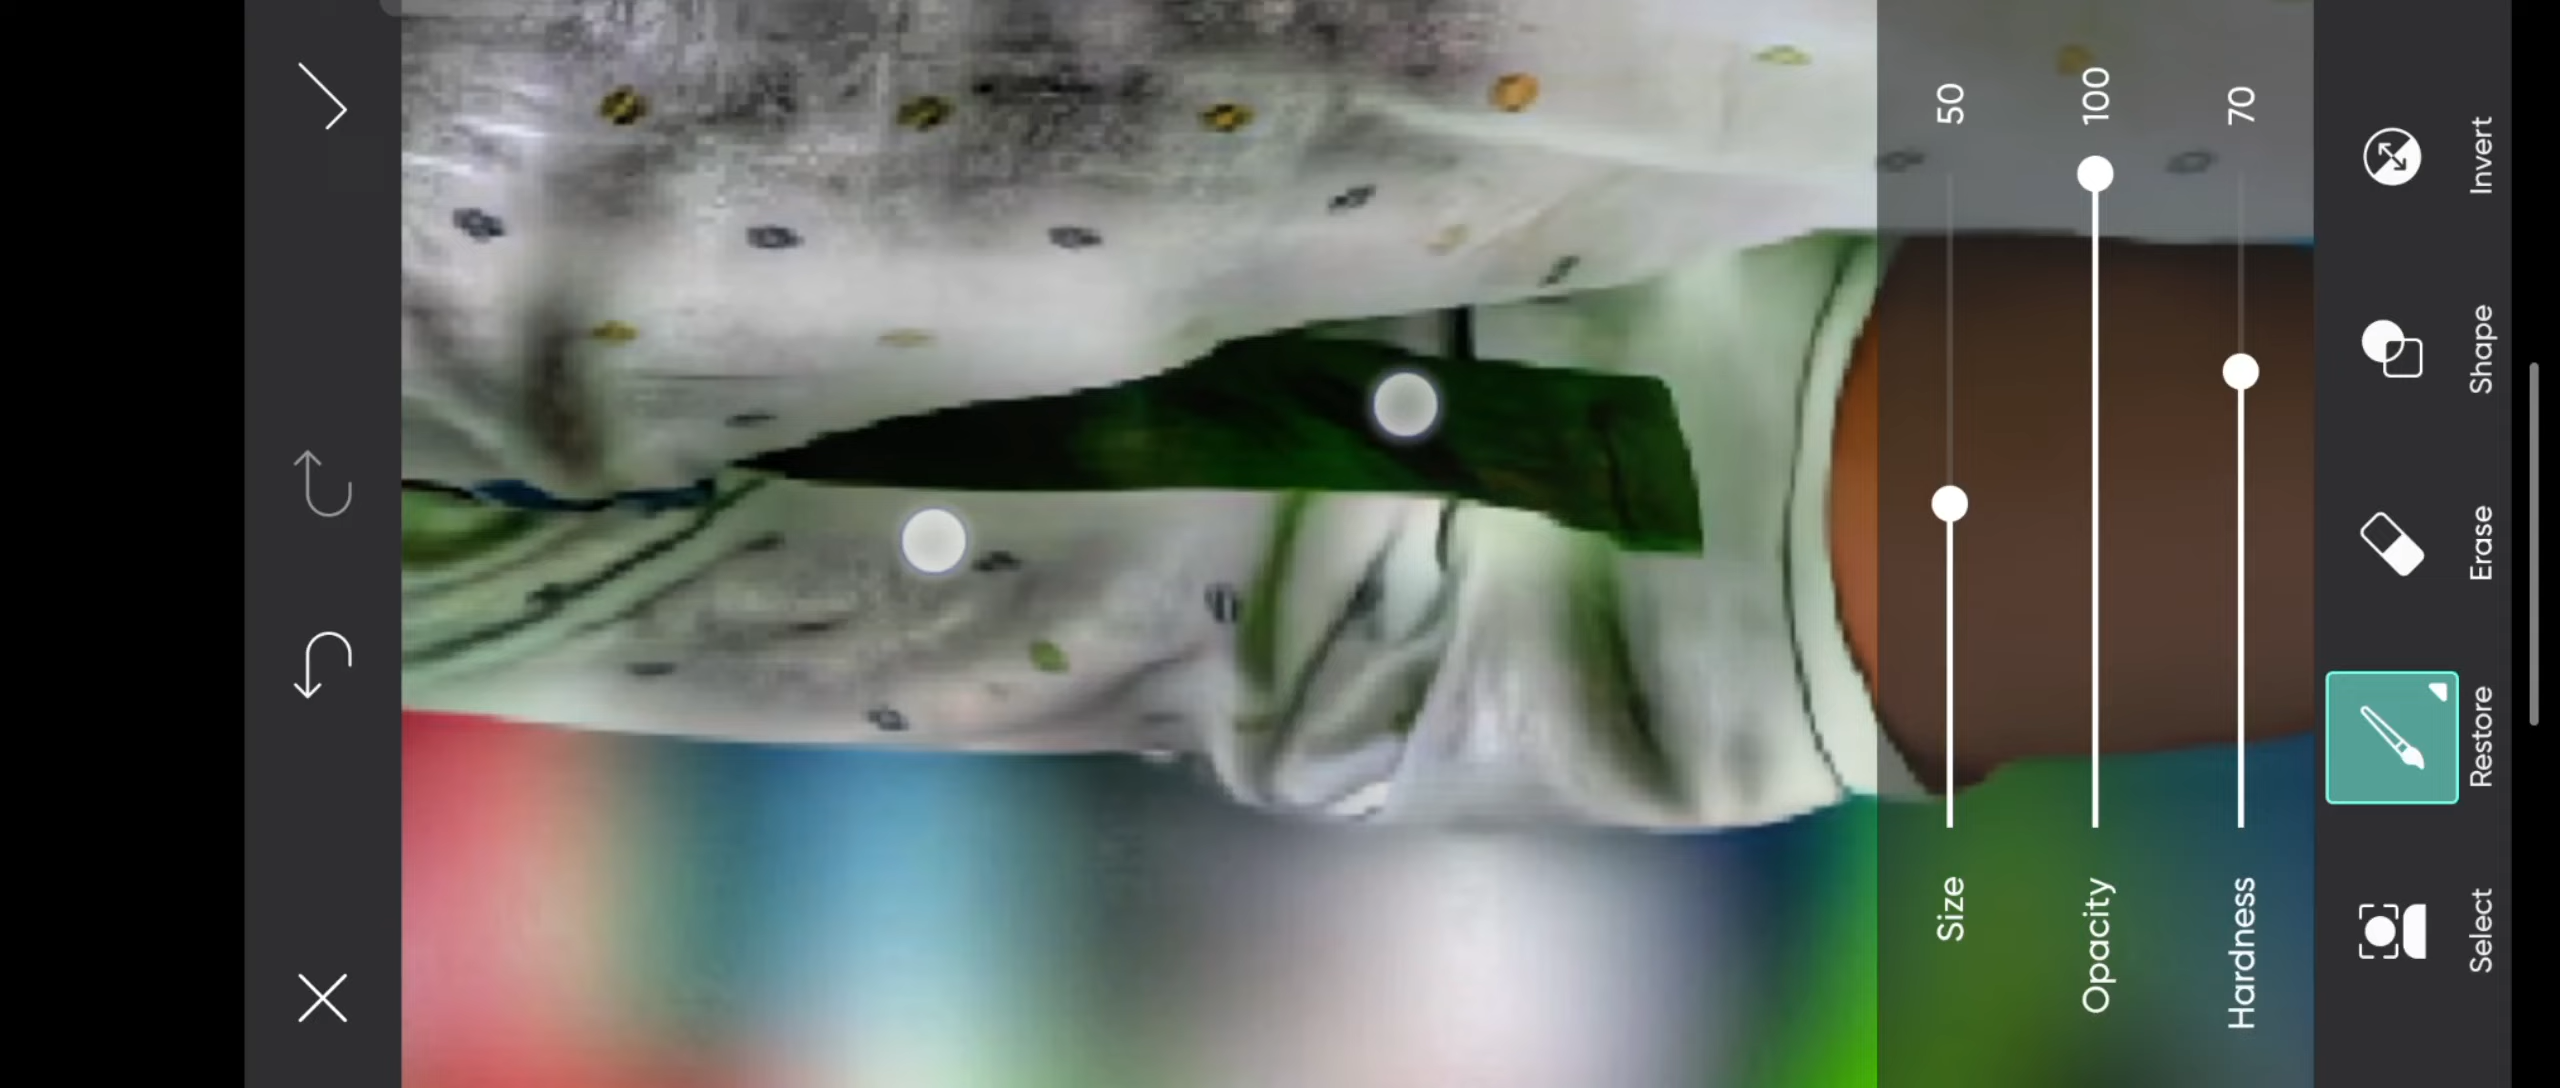 Size 50
Opacity 100
Hardness 70
Select
Restore
Erase
Shape
Invert